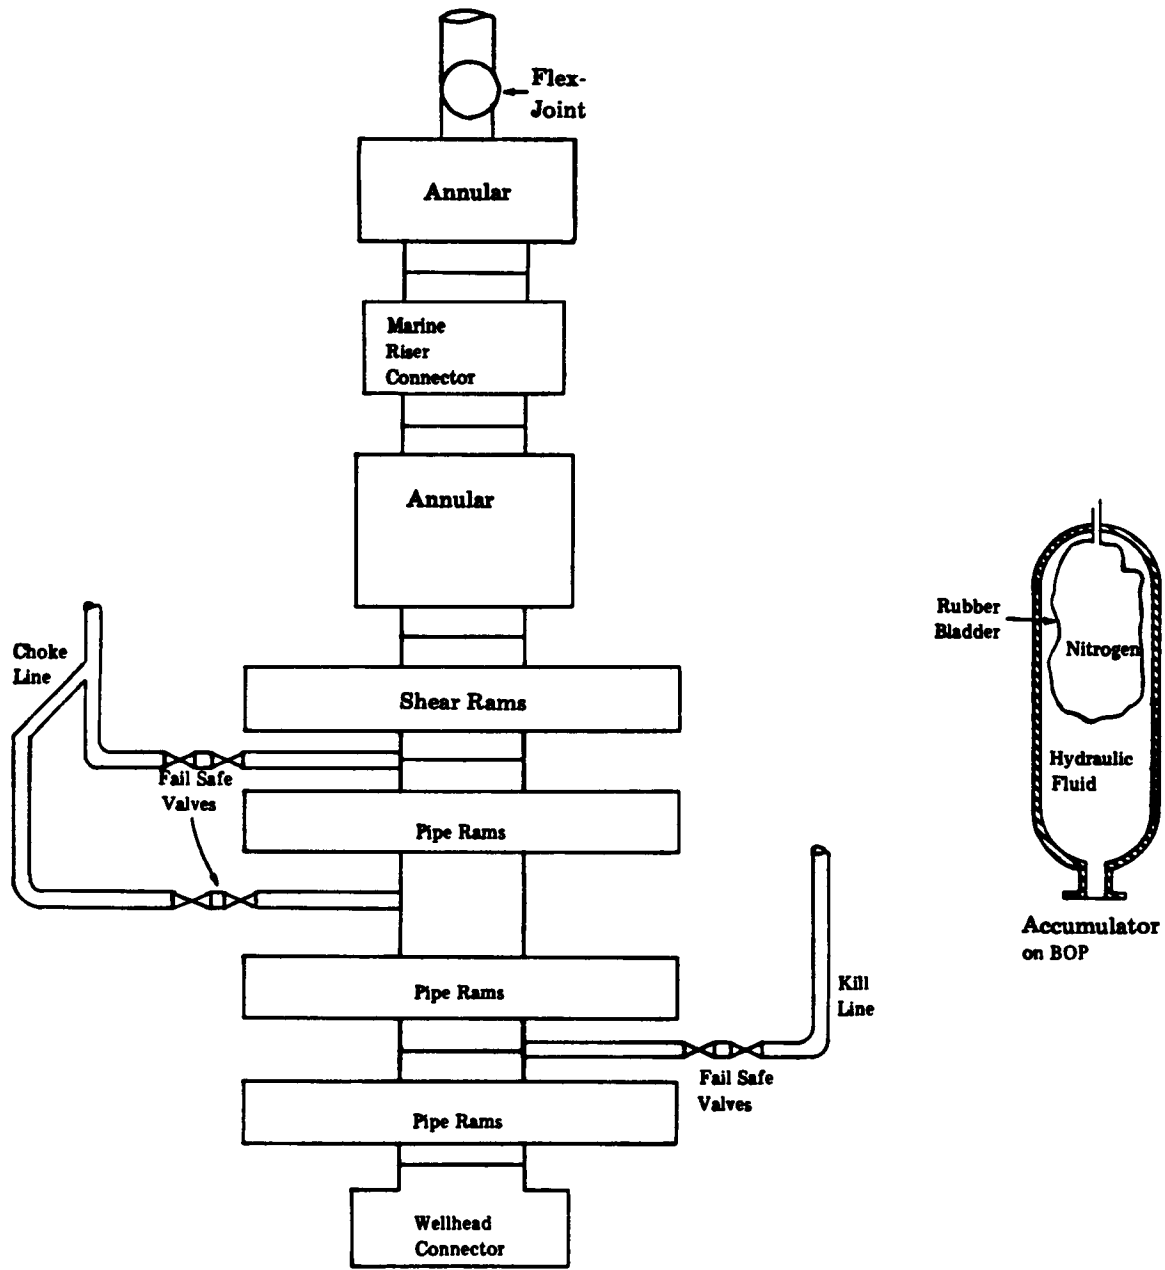 Flex-
Joint
Annular
Marine
Riser
Connector
Annular
Choke
Line
Shear Rams
Fail Safe
Valves
Pipe Rams
Pipe Rams
Kill
Line
Fail Safe
Valves
Pipe Rams
Wellhead
Connector
Rubber
Bladder
Nitrogen
Hydraulic
Fluid
Accumulator
on BOP